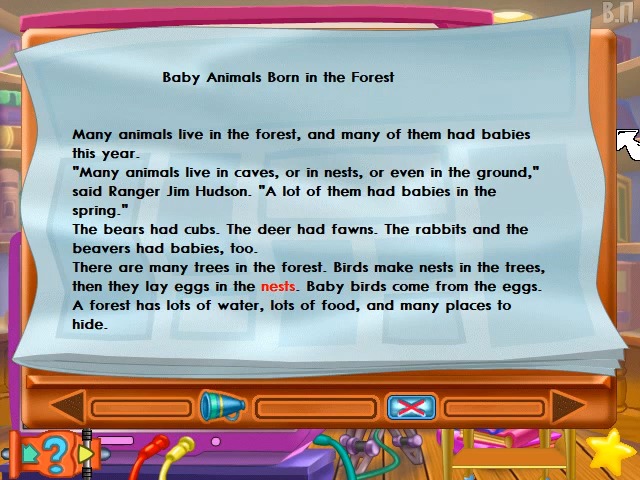 В.П.
Baby Animals Born in the Forest
Many animals live in the forest, and many of them had babies
this year.
"Many animals live in caves, or in nests, or even in the ground,"
said Ranger Jim Hudson. "A lot of them had babies in the
spring."
The bears had cubs. The deer had fawns. The rabbits and the
beavers had babies, too.
There are many trees in the forest. Birds make nests in the trees,
then they lay eggs in the nests. Baby birds come from the eggs.
A forest has lots of water, lots of food, and many places to
hide.
?